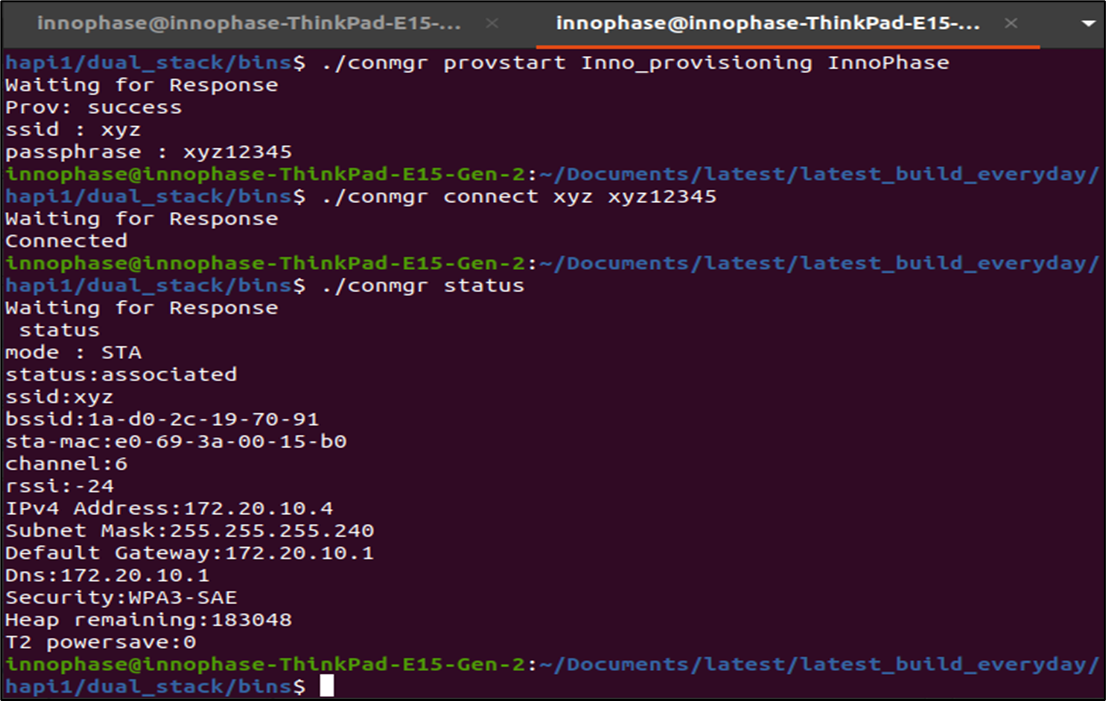 innophase@innophase-ThinkPad-E15-... × innophase@innophase-ThinkPad-E15-... ×
hapi1/dual_stack/bins$ ./conmgr provstart Inno_provisioning InnoPhase
Waiting for Response
Prov: success
ssid : xyz
passphrase : xyz12345
innophase@innophase-ThinkPad-E15-Gen-2:~/Documents/latest/latest_build_everyday/
hapi1/dual_stack/bins$ ./conmgr connect xyz xyz12345
Waiting for Response
Connected
innophase@innophase-ThinkPad-E15-Gen-2:~/Documents/latest/latest_build_everyday/
hapi1/dual_stack/bins$ ./conmgr status
Waiting for Response
 status
mode : STA
status:associated
ssid:xyz
bssid:1a-d0-2c-19-70-91
sta-mac:e0-69-3a-00-15-b0
channel:6
rssi:-24
IPv4 Address:172.20.10.4
Subnet Mask:255.255.255.240
Default Gateway:172.20.10.1
Dns:172.20.10.1
Security:WPA3-SAE
Heap remaining:183048
T2 powersave:0
innophase@innophase-ThinkPad-E15-Gen-2:~/Documents/latest/latest_build_everyday/
hapi1/dual_stack/bins$